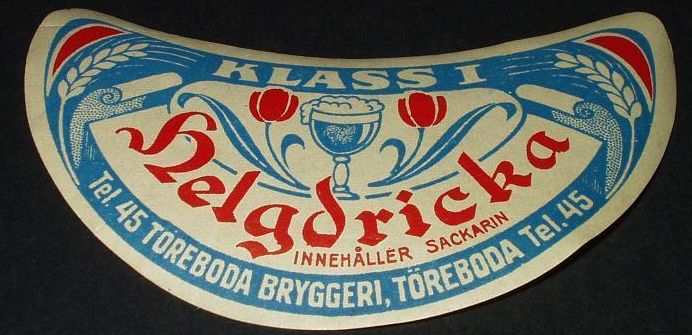 KLASS I
Helgdricka
INNEHÅLLER SACKARIN
Tel. 45 TÖREBODA BRYGGERI, TÖREBODA Tel. 45